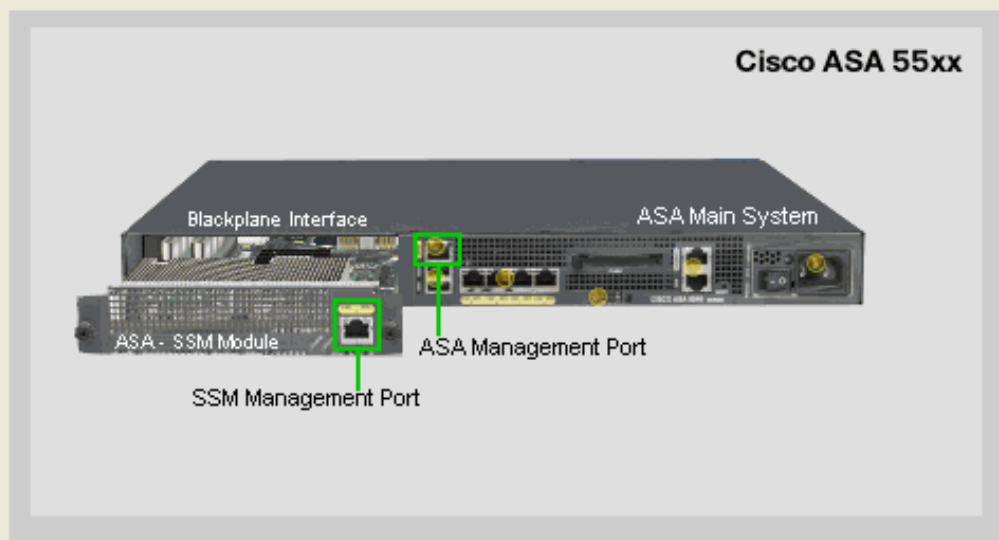 Cisco ASA 55xx
Blackplane Interface
ASA Main System
ASA - SSM Module
ASA Management Port
SSM Management Port